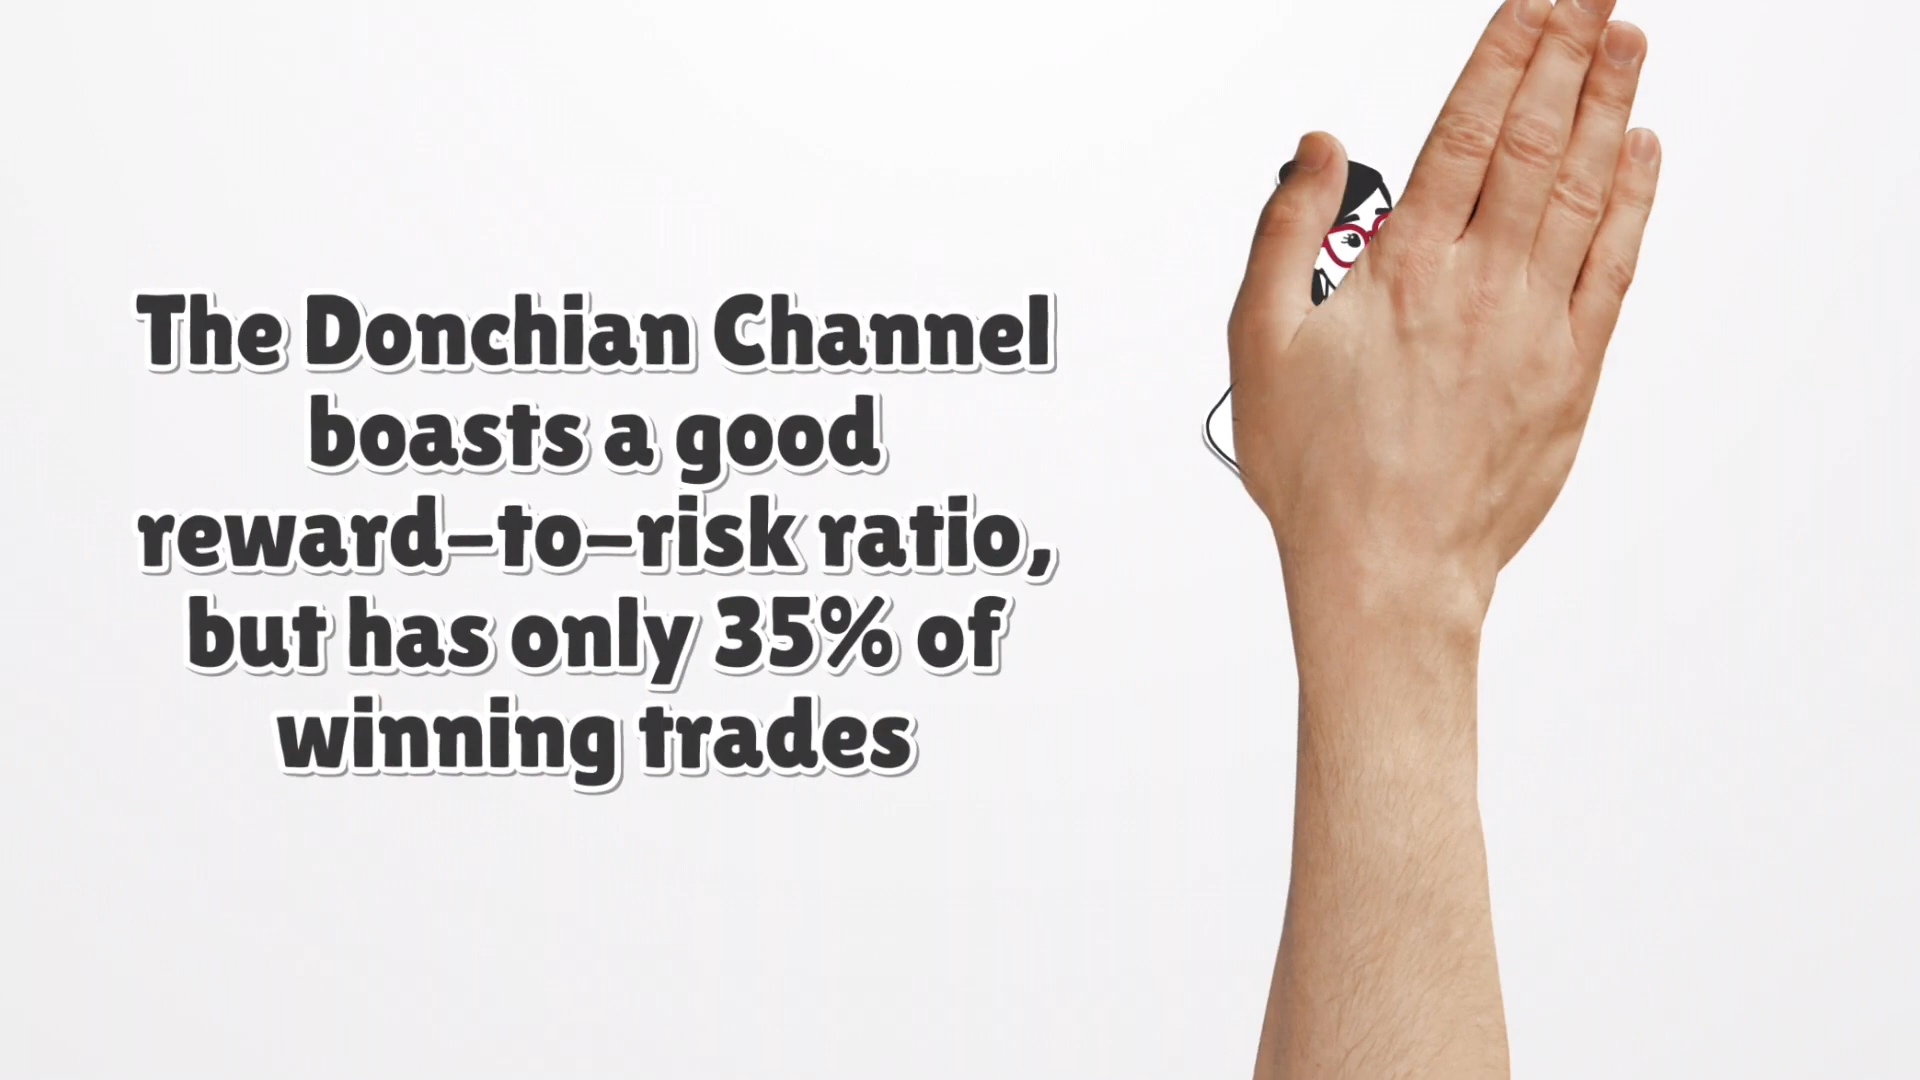 The Donchian Channel
boasts a good
reward-to-risk ratio,
but has only 35% of
winning trades